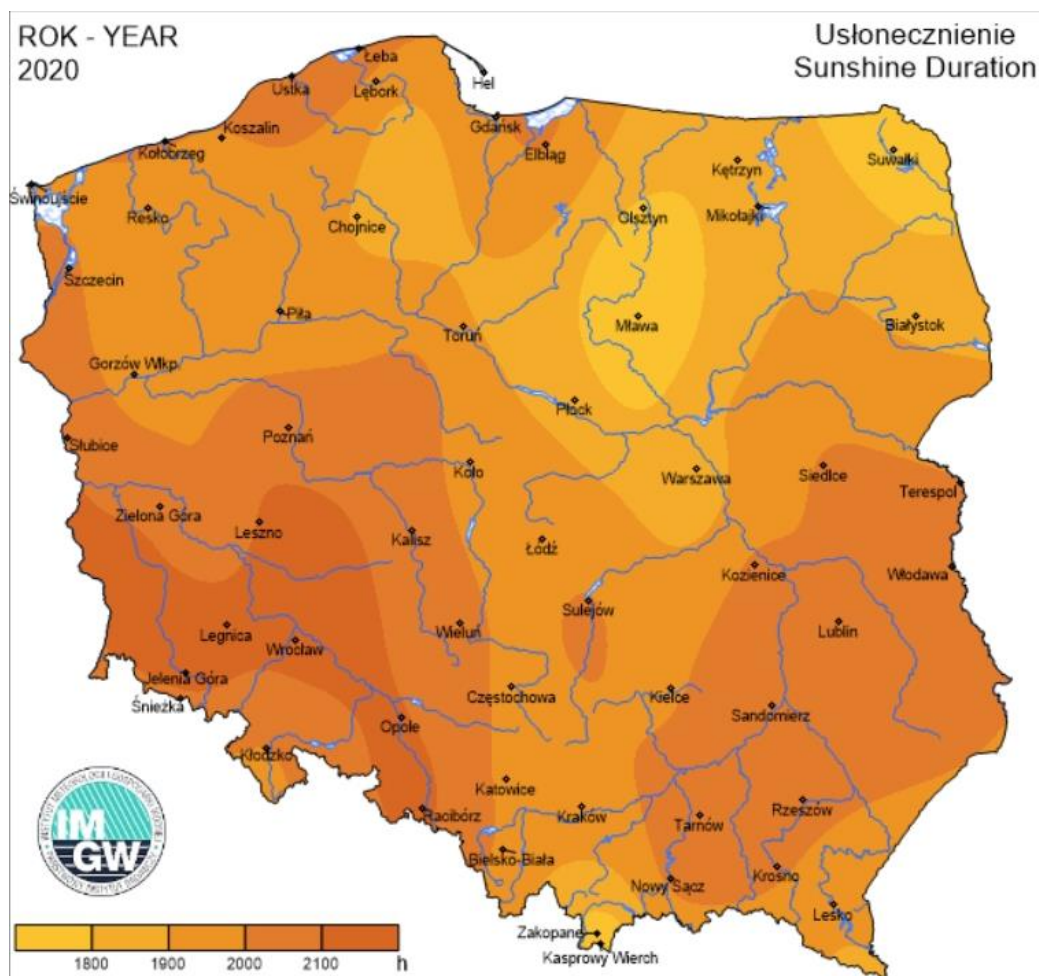 ROK - YEAR
2020
Usłonecznienie
Sunshine Duration
Łeba
Hel
Ustka
Lębork
Gdańsk
Koszalin
Kołobrzeg
Elbląg
Suwałki
Kętrzyn
Świnoujście
Resko
Chojnice
Olsztyn
Mikołajki
Szczecin
Piła
Toruń
Mława
Białystok
Gorzów Wlkp.
Płock
Słubice
Poznań
Koło
Warszawa
Siedlce
Terespol
Zielona Góra
Leszno
Kalisz
Łódź
Kozienice
Włodawa
Sulejów
Legnica
Wrocław
Wieluń
Lublin
Jelenia Góra
Śnieżka
Częstochowa
Kielce
Sandomierz
Opole
Kłodzko
Katowice
Racibórz
Kraków
Tarnów
Rzeszów
Bielsko-Biała
Nowy Sącz
Krosno
Lesko
Zakopane
Kasprowy Wierch
IM
GW
1800 1900 2000 2100 h